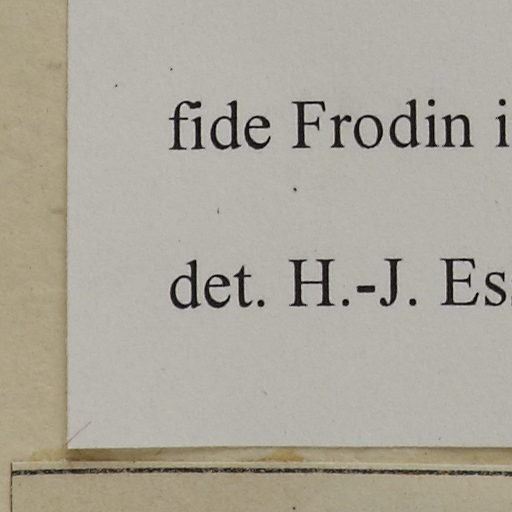 fide Frodin i
det. H.-J. Es